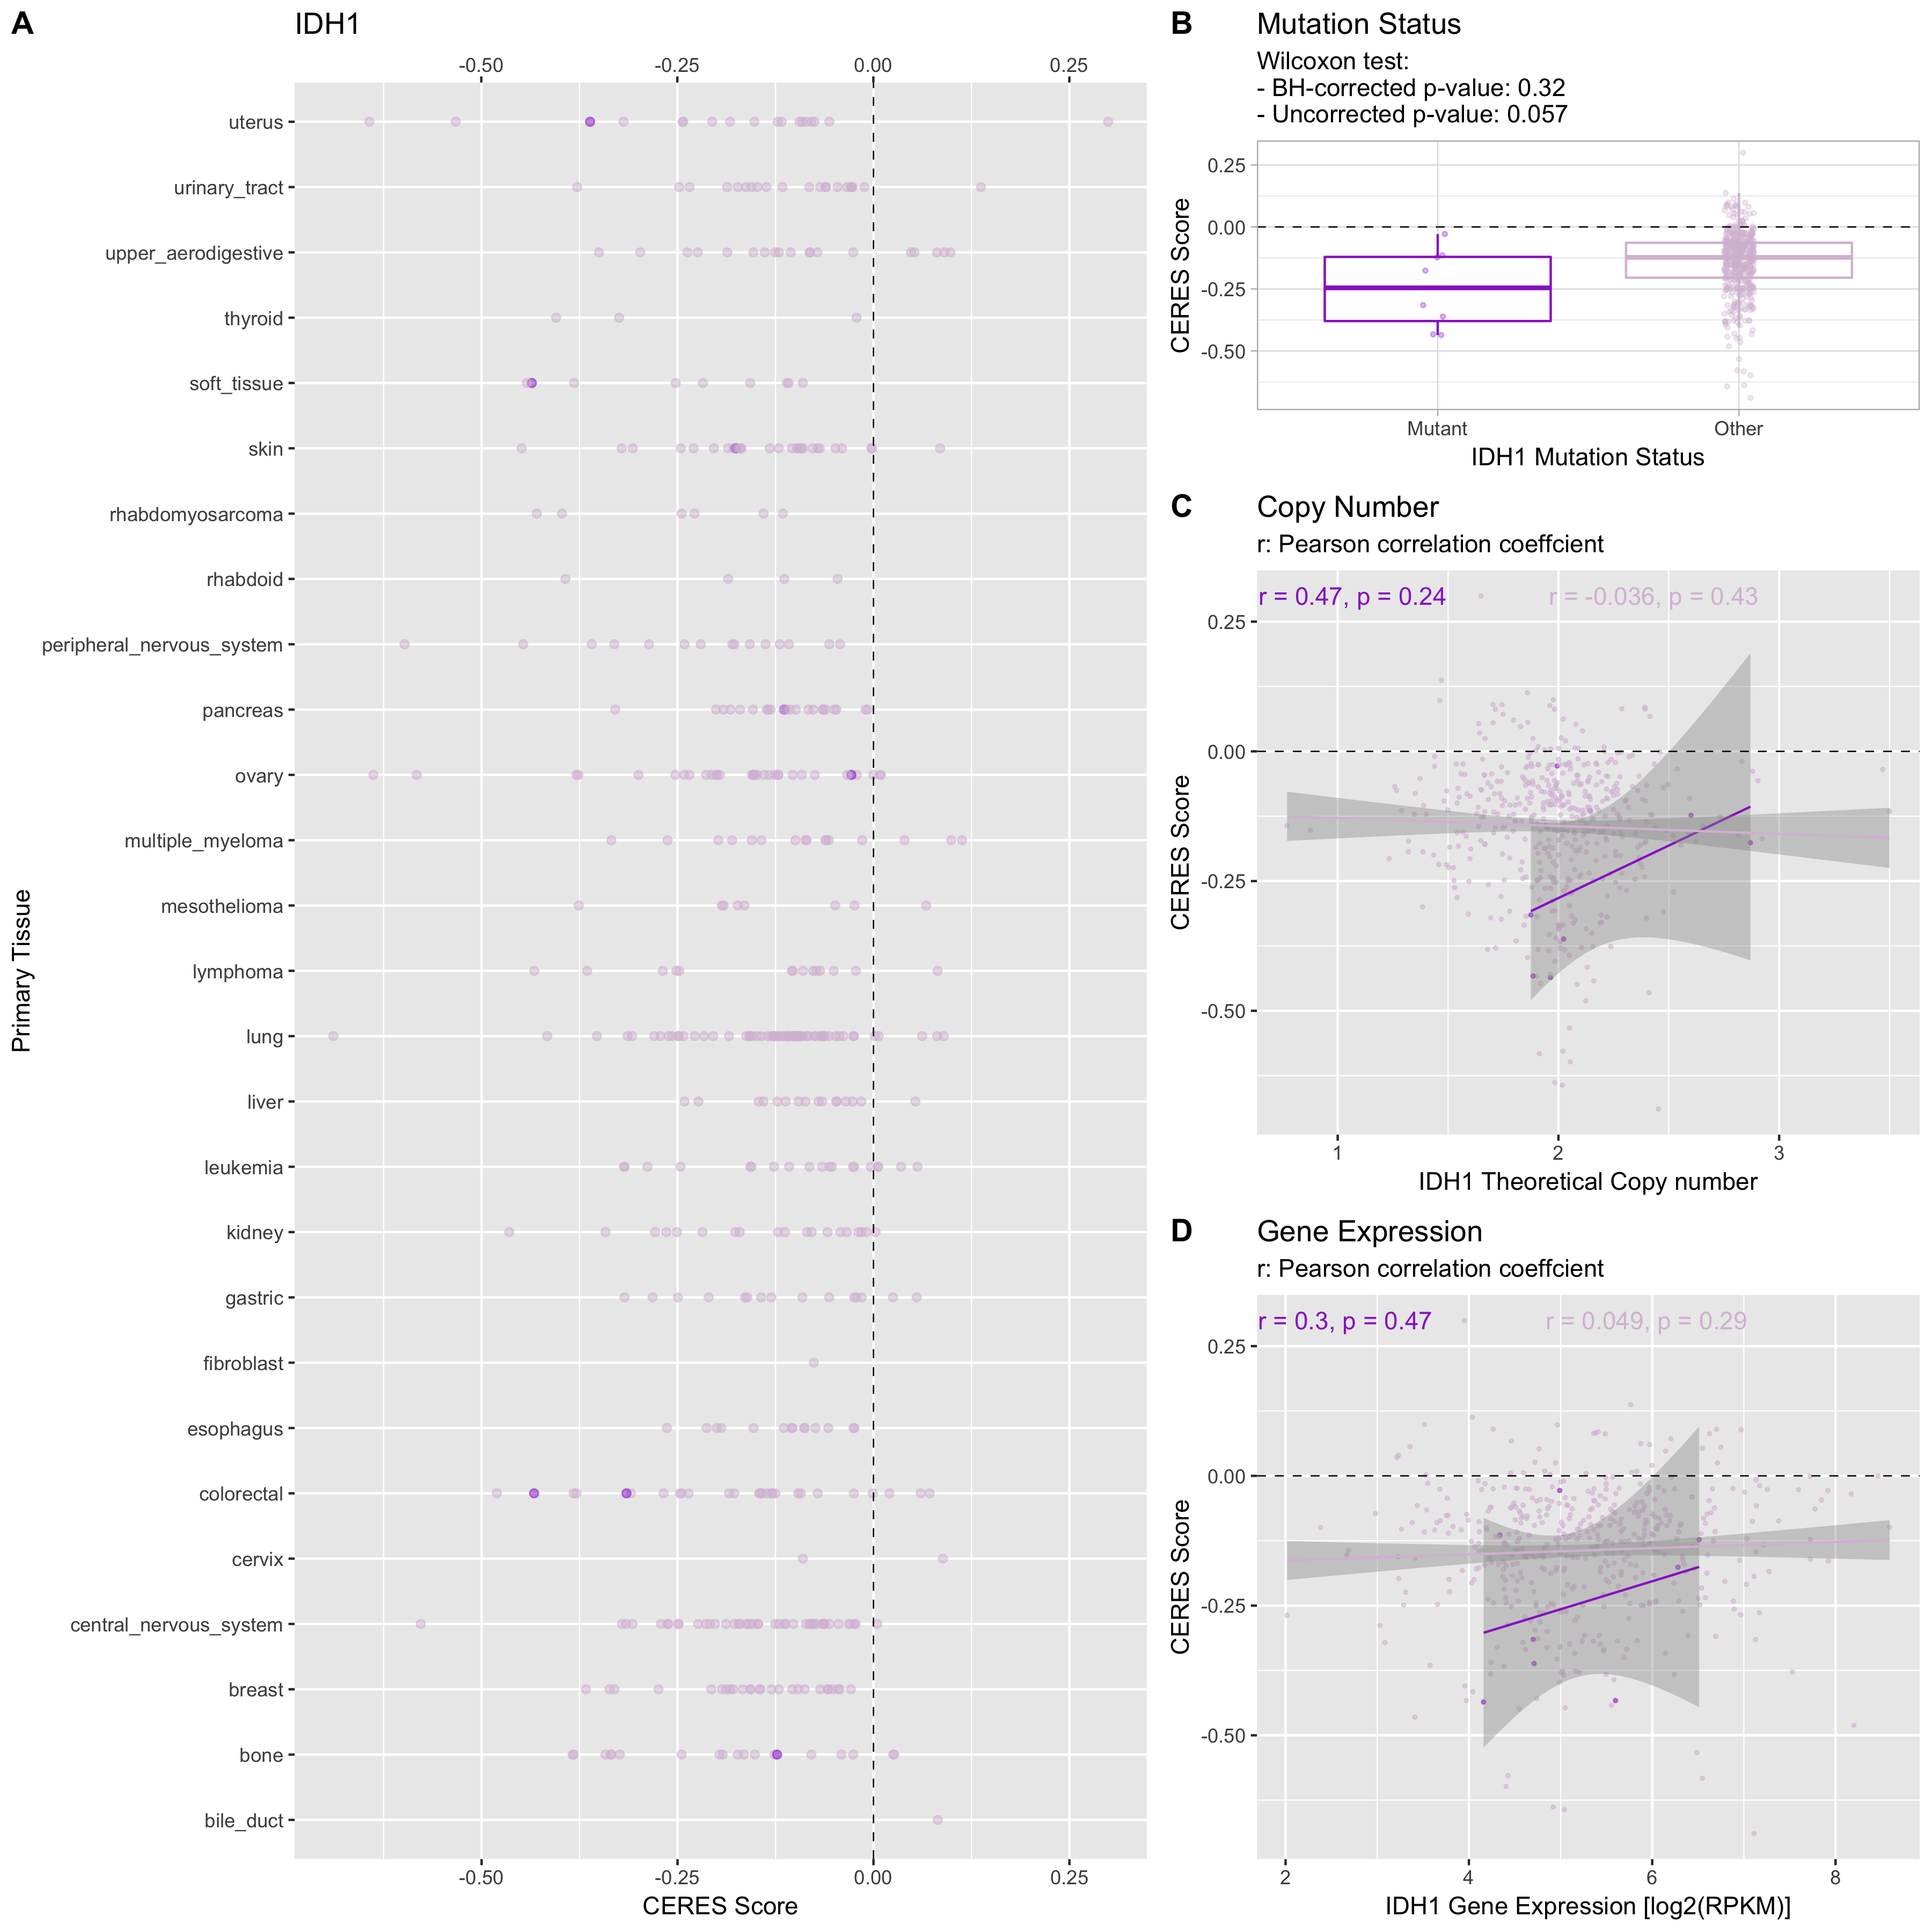 A
IDH1
-0.50 -0.25 0.00 0.25
uterus
urinary_tract
upper_aerodigestive
thyroid
soft_tissue
skin
rhabdomyosarcoma
rhabdoid
peripheral_nervous_system
pancreas
ovary
multiple_myeloma
mesothelioma
lymphoma
lung
liver
leukemia
kidney
gastric
fibroblast
esophagus
colorectal
cervix
central_nervous_system
breast
bone
bile_duct
Primary Tissue
-0.50 -0.25 0.00 0.25
CERES Score
B
Mutation Status
Wilcoxon test:
- BH-corrected p-value: 0.32
- Uncorrected p-value: 0.057
0.25
0.00
-0.25
-0.50
CERES Score
Mutant Other
IDH1 Mutation Status
C
Copy Number
r: Pearson correlation coeffcient
r = 0.47, p = 0.24 r = -0.036, p = 0.43
0.25
0.00
-0.25
-0.50
CERES Score
1 2 3
IDH1 Theoretical Copy number
D
Gene Expression
r: Pearson correlation coeffcient
r = 0.3, p = 0.47 r = 0.049, p = 0.29
0.25
0.00
-0.25
-0.50
CERES Score
2 4 6 8
IDH1 Gene Expression [log2(RPKM)]